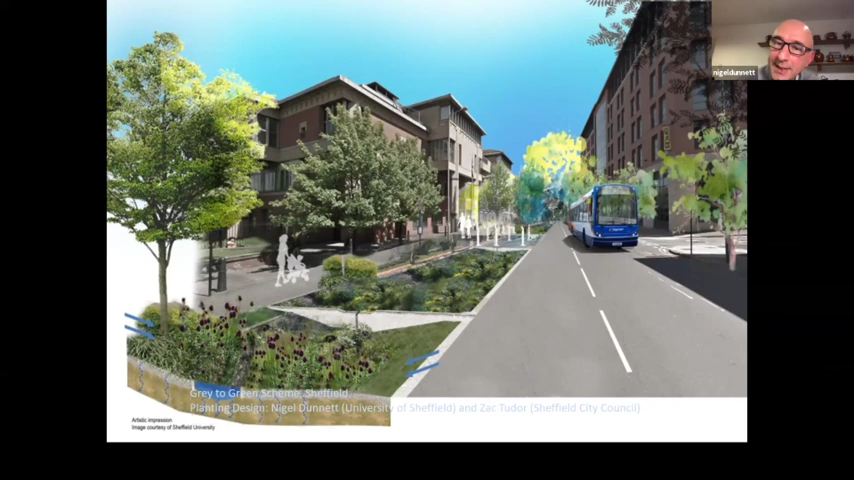 nigeldunnett
Grey to Green Scheme, Sheffield.
Planting Design: Nigel Dunnett (University of Sheffield) and Zac Tudor (Sheffield City Council)
Artistic impression
Image courtesy of Sheffield University